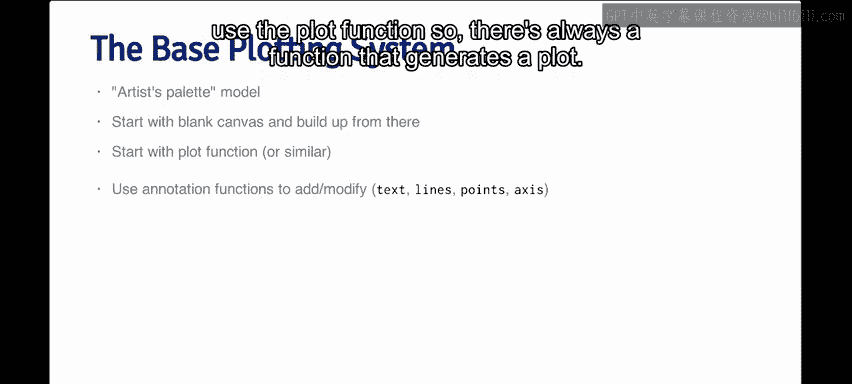 use the plot function so, there's always a
function that generates a plot.
The Base Plotting System
· "Artist's palette" model
· Start with blank canvas and build up from there
· Start with plot function (or similar)
· Use annotation functions to add/modify (text, lines, points, axis)